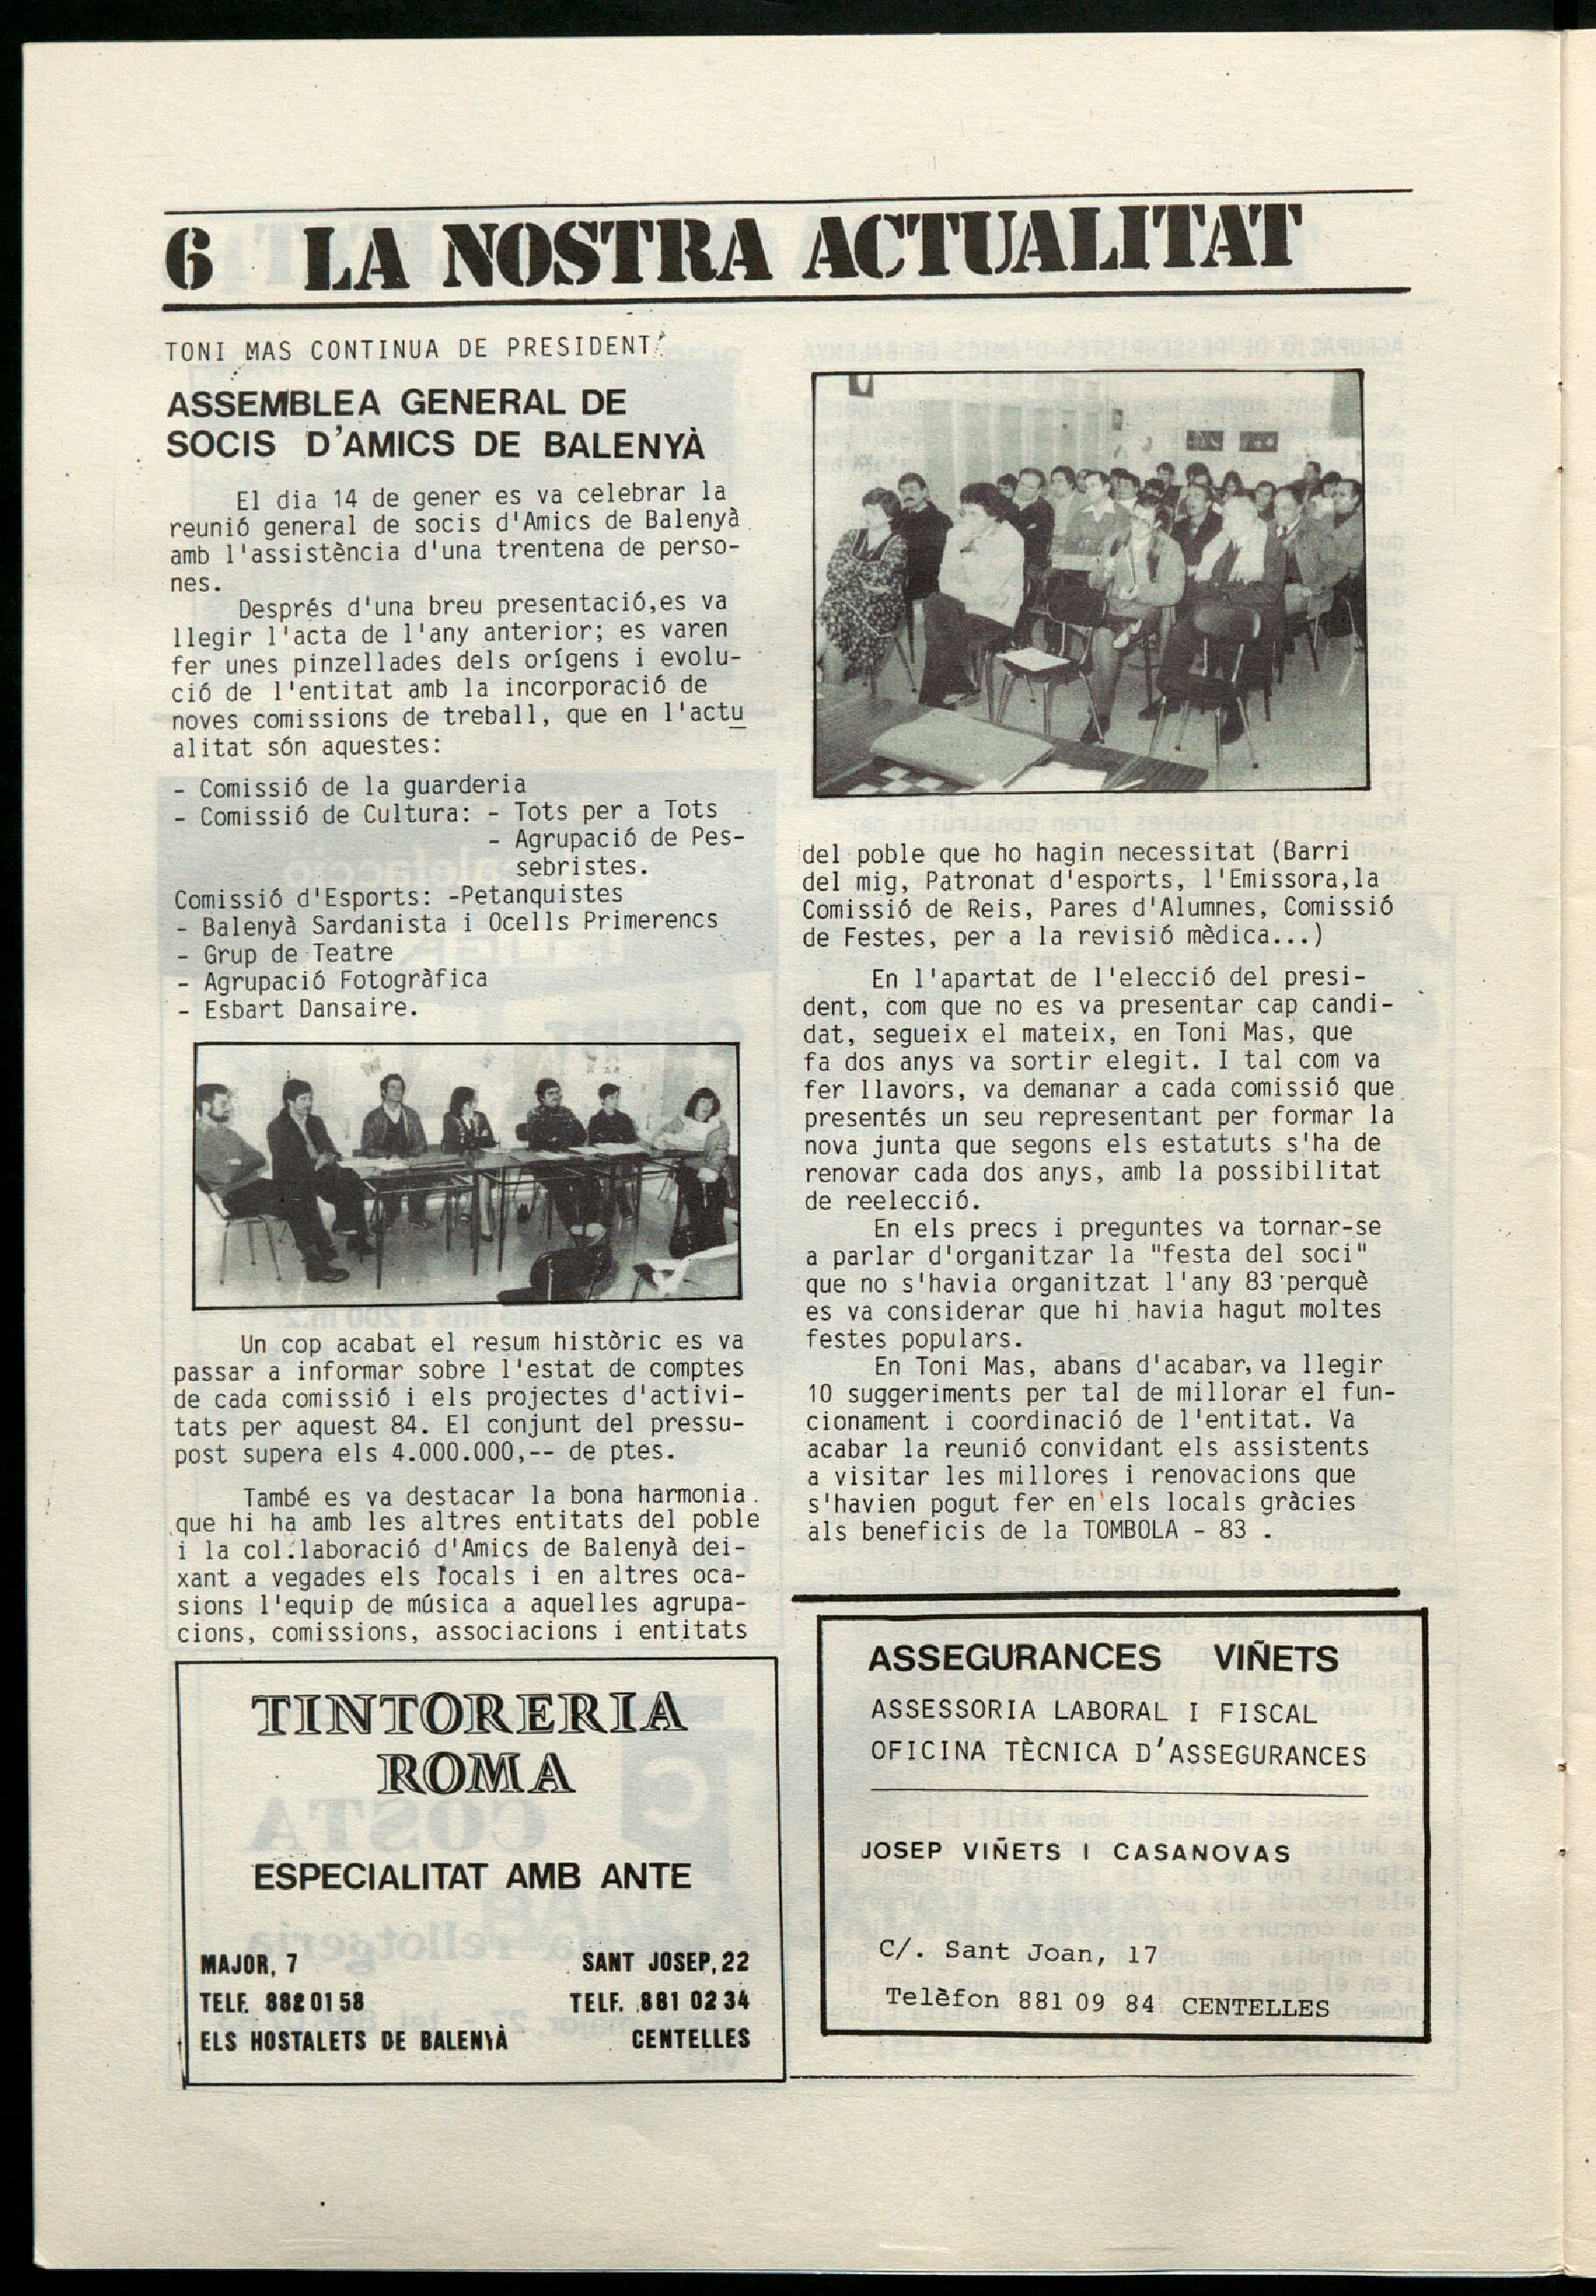 6 LA NOSTRA ACTUALITAT
TONI MAS CONTINUA DE PRESIDENT
ASSEMBLEA GENERAL DE
SOCIS D'AMICS DE BALENYÀ
El dia 14 de gener es va celebrar la
reunió general de socis d'Amics de Balenyà
amb l'assistència d'una trentena de perso-
nes.
Després d'una breu presentació,es va
llegir l'acta de l'any anterior; es varen
fer unes pinzellades dels orígens i evolu-
ció de l'entitat amb la incorporació de
noves comissions de treball, que en l'actu
alitat són aquestes:
- Comissió de la guarderia
- Comissió de Cultura: - Tots per a Tots
- Agrupació de Pes-
sebristes.
Comissió d'Esports: -Petanquistes
- Balenyà Sardanista i Ocells Primerencs
- Grup de Teatre
- Agrupació Fotogràfica
- Esbart Dansaire.
Un cop acabat el resum històric es va
passar a informar sobre l'estat de comptes
de cada comissió i els projectes d'activi-
tats per aquest 84. El conjunt del pressu-
post supera els 4.000.000,-- de ptes.
També es va destacar la bona harmonia
que hi ha amb les altres entitats del poble
i la col.laboració d'Amics de Balenyà dei-
xant a vegades els locals i en altres oca-
sions l'equip de música a aquelles agrupa-
cions, comissions, associacions i entitats
del poble que ho hagin necessitat (Barri
del mig, Patronat d'esports, l'Emissora,la
Comissió de Reis, Pares d'Alumnes, Comissió
de Festes, per a la revisió mèdica...)
En l'apartat de l'elecció del presi-
dent, com que no es va presentar cap candi-
dat, segueix el mateix, en Toni Mas, que
fa dos anys va sortir elegit. I tal com va
fer llavors, va demanar a cada comissió que
presentés un seu representant per formar la
nova junta que segons els estatuts s'ha de
renovar cada dos anys, amb la possibilitat
de reelecció.
En els precs i preguntes va tornar-se
a parlar d'organitzar la "festa del soci"
que no s'havia organitzat l'any 83 perquè
es va considerar que hi havia hagut moltes
festes populars.
En Toni Mas, abans d'acabar, va llegir
10 suggeriments per tal de millorar el fun-
cionament i coordinació de l'entitat. Va
acabar la reunió convidant els assistents
a visitar les millores i renovacions que
s'havien pogut fer en els locals gràcies
als beneficis de la TOMBOLA - 83 .
TINTORERIA
ROMA
ESPECIALITAT AMB ANTE
MAJOR, 7 SANT JOSEP, 22
TELF. 882 01 58 TELF. 881 02 34
ELS HOSTALETS DE BALENYÀ CENTELLES
ASSEGURANCES VIÑETS
ASSESSORIA LABORAL I FISCAL
OFICINA TÈCNICA D'ASSEGURANCES
JOSEP VIÑETS I CASANOVAS
C/. Sant Joan, 17
Telèfon 881 09 84 CENTELLES